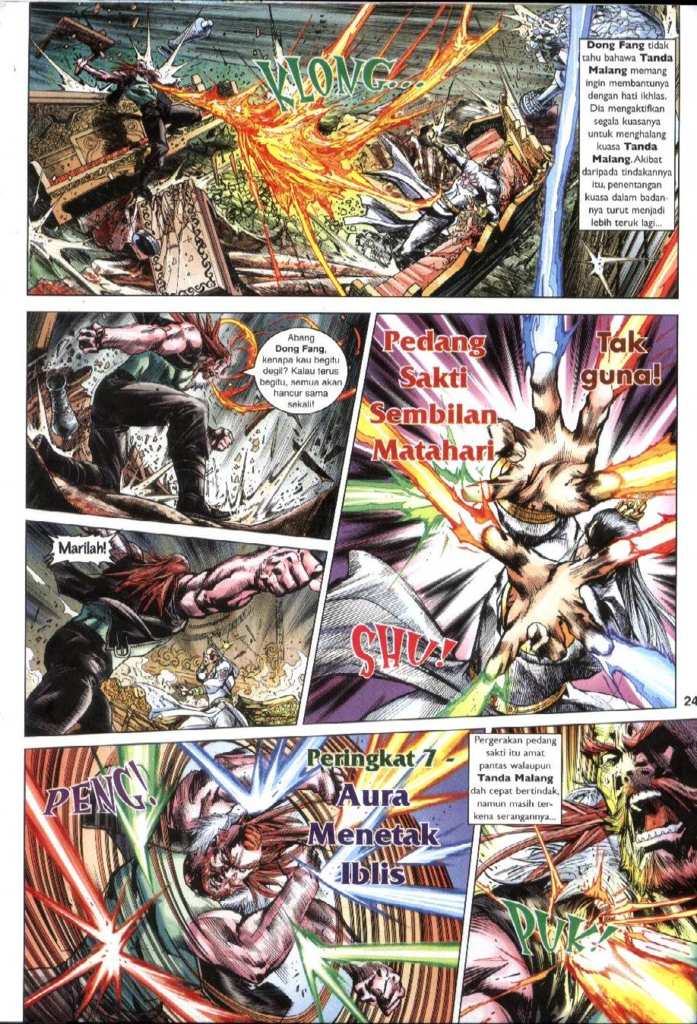 KLONG...
Dong Fang tidak
tahu bahawa Tanda
Malang memang
ingin membantunya
dengan hati ikhlas.
Dia mengaktifkan
segala kuasanya
untuk menghalang
kuasa Tanda
Malang. Akibat
daripada tindakannya
itu, penentangan
kuasa dalam badan-
nya turut menjadi
lebih teruk lagi...
Abang
Dong Fang,
kenapa kau begitu
degil? Kalau terus
begitu, semua akan
hancur sama
sekali!
Marilah!
Pedang
Sakti
Sembilan
Matahari
Tak
guna!
SHU!
24
PENG!
Peringkat 7 -
Aura
Menetak
Iblis
Pergerakan pedang
sakti itu amat
pantas walaupun
Tanda Malang
dah cepat bertindak,
namun masih ter-
kena serangannya...
PUK!